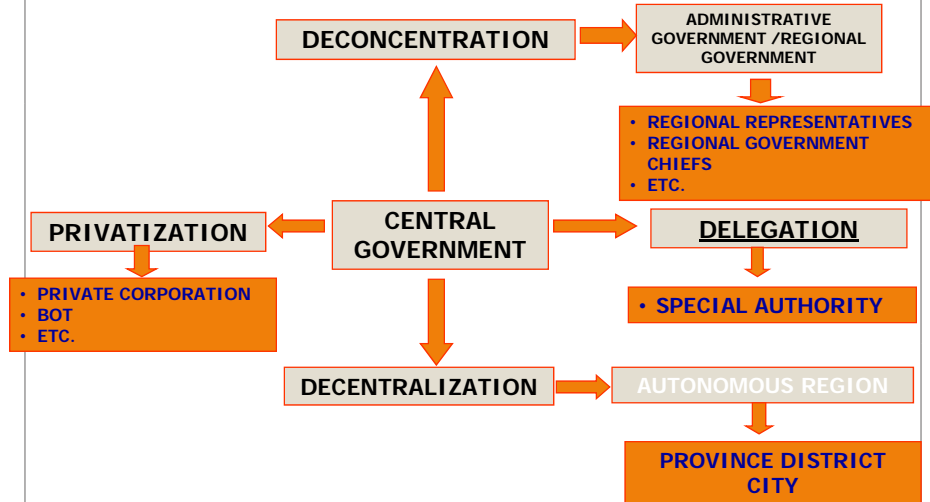 DECONCENTRATION
ADMINISTRATIVE
GOVERNMENT /REGIONAL
GOVERNMENT
• REGIONAL REPRESENTATIVES
• REGIONAL GOVERNMENT
CHIEFS
• ETC.
PRIVATIZATION
CENTRAL
GOVERNMENT
DELEGATION
• PRIVATE CORPORATION
• BOT
• ETC.
• SPECIAL AUTHORITY
DECENTRALIZATION
AUTONOMOUS REGION
PROVINCE DISTRICT
CITY